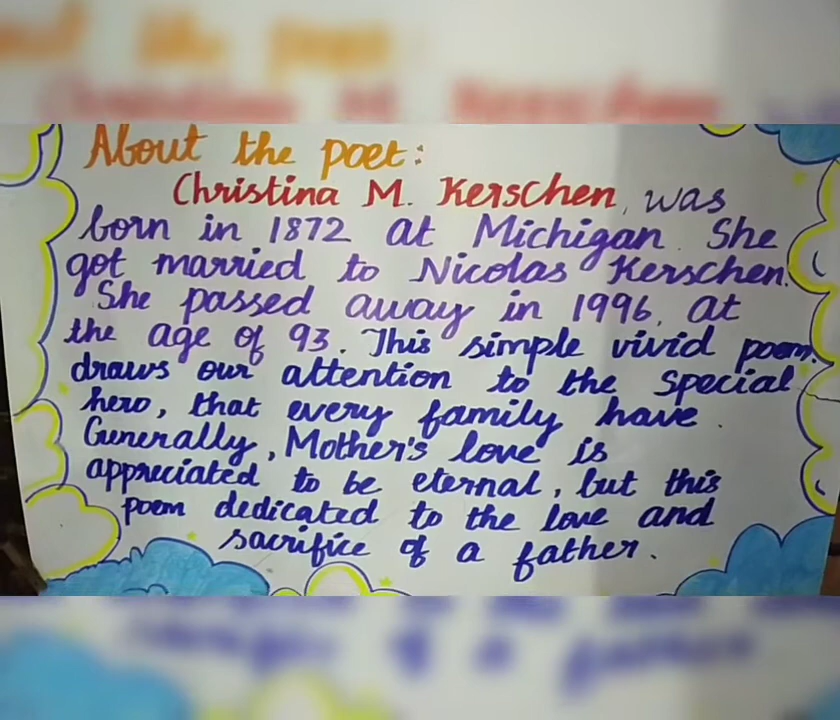 About the poet:
Christina M. Kerschen, was
born in 1872 at Michigan. She
got married to Nicolas Kerschen.
She passed away in 1996, at
the age of 93. This simple vivid poem,
draws our attention to the special
hero, that every family have.
Generally, Mother's love is
appreciated to be eternal, but this
poem dedicated to the love and
sacrifice of a father.